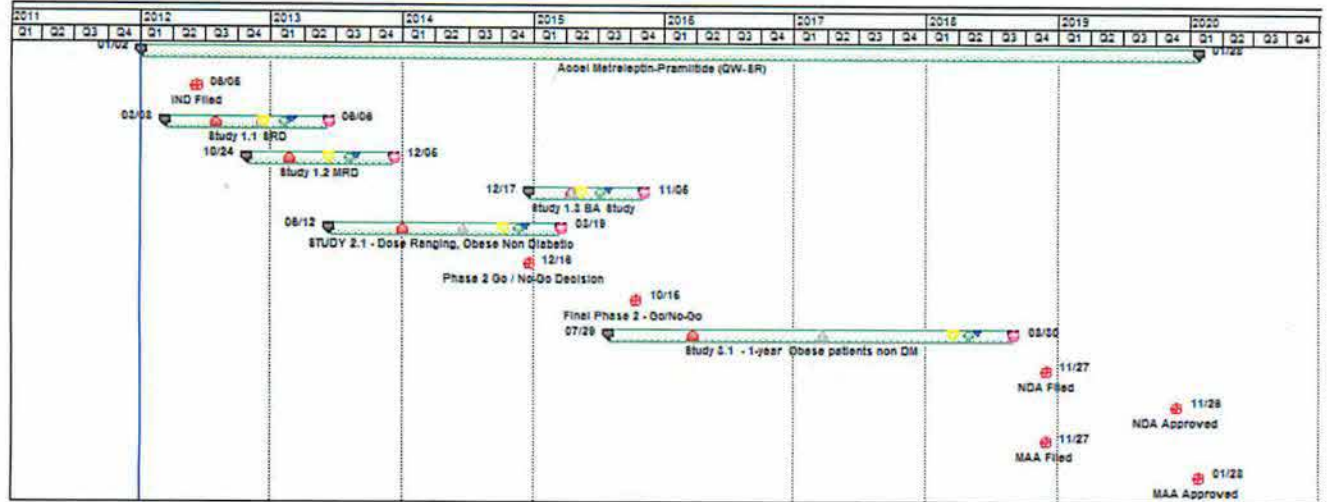 2011 2012 2013 2014 2015 2016 2017 2018 2019 2020
Q1 Q2 Q3 Q4 Q1 Q2 Q3 Q4 Q1 Q2 Q3 Q4 Q1 Q2 Q3 Q4 Q1 Q2 Q3 Q4 Q1 Q2 Q3 Q4 Q1 Q2 Q3 Q4 Q1 Q2 Q3 Q4 Q1 Q2 Q3 Q4 Q1 Q2 Q3 Q4
01/02 01/28
Metreleptin-Pramlitide (QW-SR)
06/05
IND Filed
03/08 06/06
Study 1.1 SRD
10/24 12/05
Study 1.2 MRD
12/17 11/05
Study 1.3 BA Study
06/12 03/19
STUDY 2.1 - Dose Ranging, Obese Non Diabetic
12/16
Phase 2 Go / No-Go Decision
10/15
Final Phase 2 - Go/No-Go
07/29 08/30
Study 3.1 - 1-year Obese patients non DM
11/27
NDA Filed
11/26
NDA Approved
11/27
MAA Filed
01/28
MAA Approved